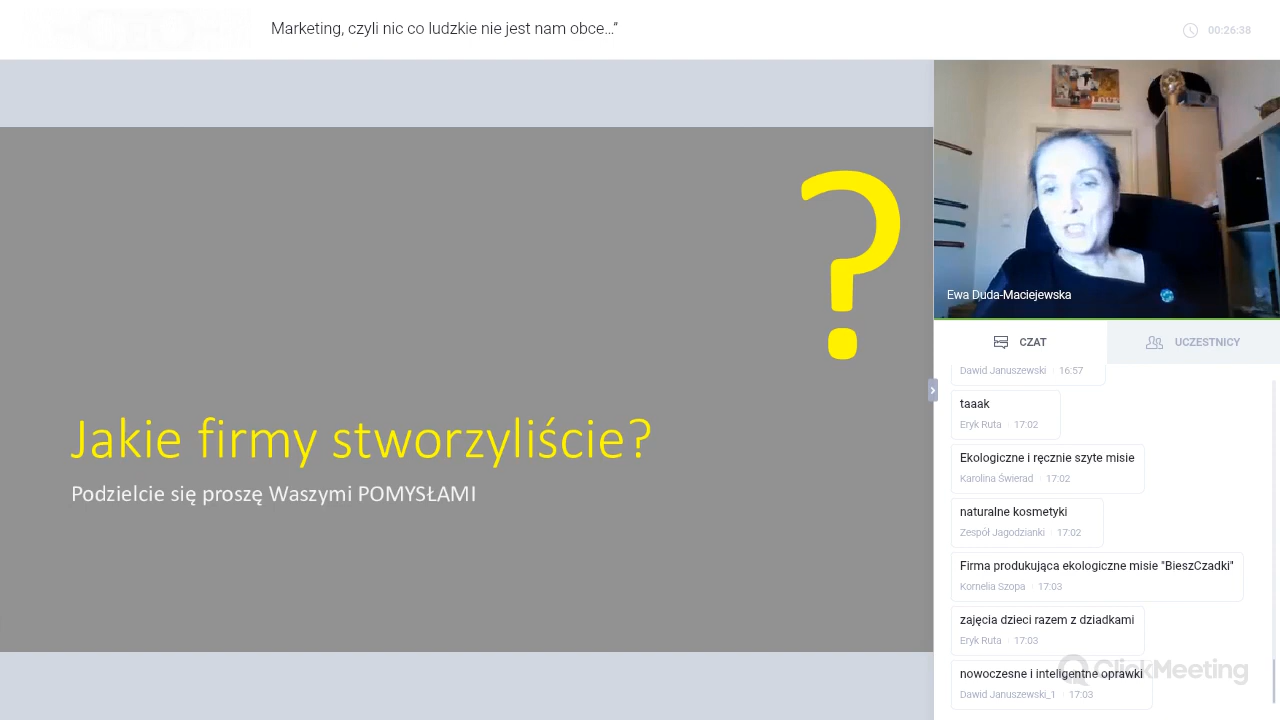 Marketing, czyli nic co ludzkie nie jest nam obce…”
00:26:38
?
Jakie firmy stworzyliście?
Podzielcie się proszę Waszymi POMYSŁAMI
Ewa Duda-Maciejewska
CZAT
UCZESTNICY
Dawid Januszewski 16:57
taaak
Eryk Ruta 17:02
Ekologiczne i ręcznie szyte misie
Karolina Świerad 17:02
naturalne kosmetyki
Zespół Jagodzianki 17:02
Firma produkująca ekologiczne misie "BieszCzadki"
Kornelia Szopa 17:03
zajęcia dzieci razem z dziadkami
Eryk Ruta 17:03
nowoczesne i inteligentne oprawki
Dawid Januszewski_1 17:03
ClickMeeting